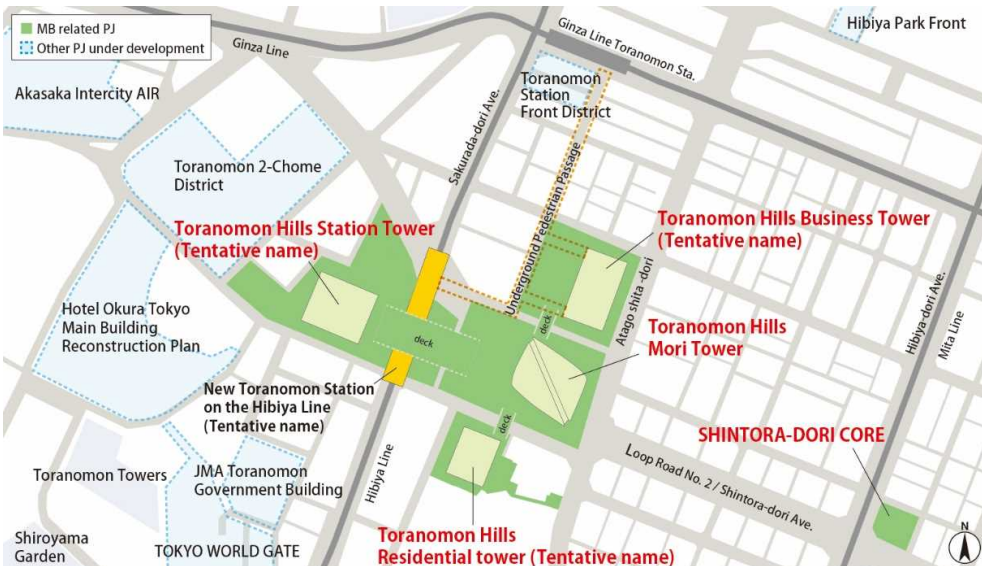 MB related PJ
Other PJ under development
Ginza Line
Hibiya Park Front
Ginza Line Toranomon Sta.
Akasaka Intercity AIR
Toranomon
Station
Front District
Sakurada-dori Ave.
Toranomon 2-Chome
District
Underground Pedestrian Passage
Toranomon Hills Station Tower
(Tentative name)
Toranomon Hills Business Tower
(Tentative name)
Atago shita -dori
Hibiya-dori Ave.
Mita Line
Hotel Okura Tokyo
Main Building
Reconstruction Plan
deck
deck
Toranomon Hills
Mori Tower
New Toranomon Station
on the Hibiya Line
(Tentative name)
deck
SHINTORA-DORI CORE
Loop Road No. 2 / Shintora-dori Ave.
Hibiya Line
Toranomon Towers
JMA Toranomon
Government Building
Shiroyama
Garden
TOKYO WORLD GATE
Toranomon Hills
Residential tower (Tentative name)
N